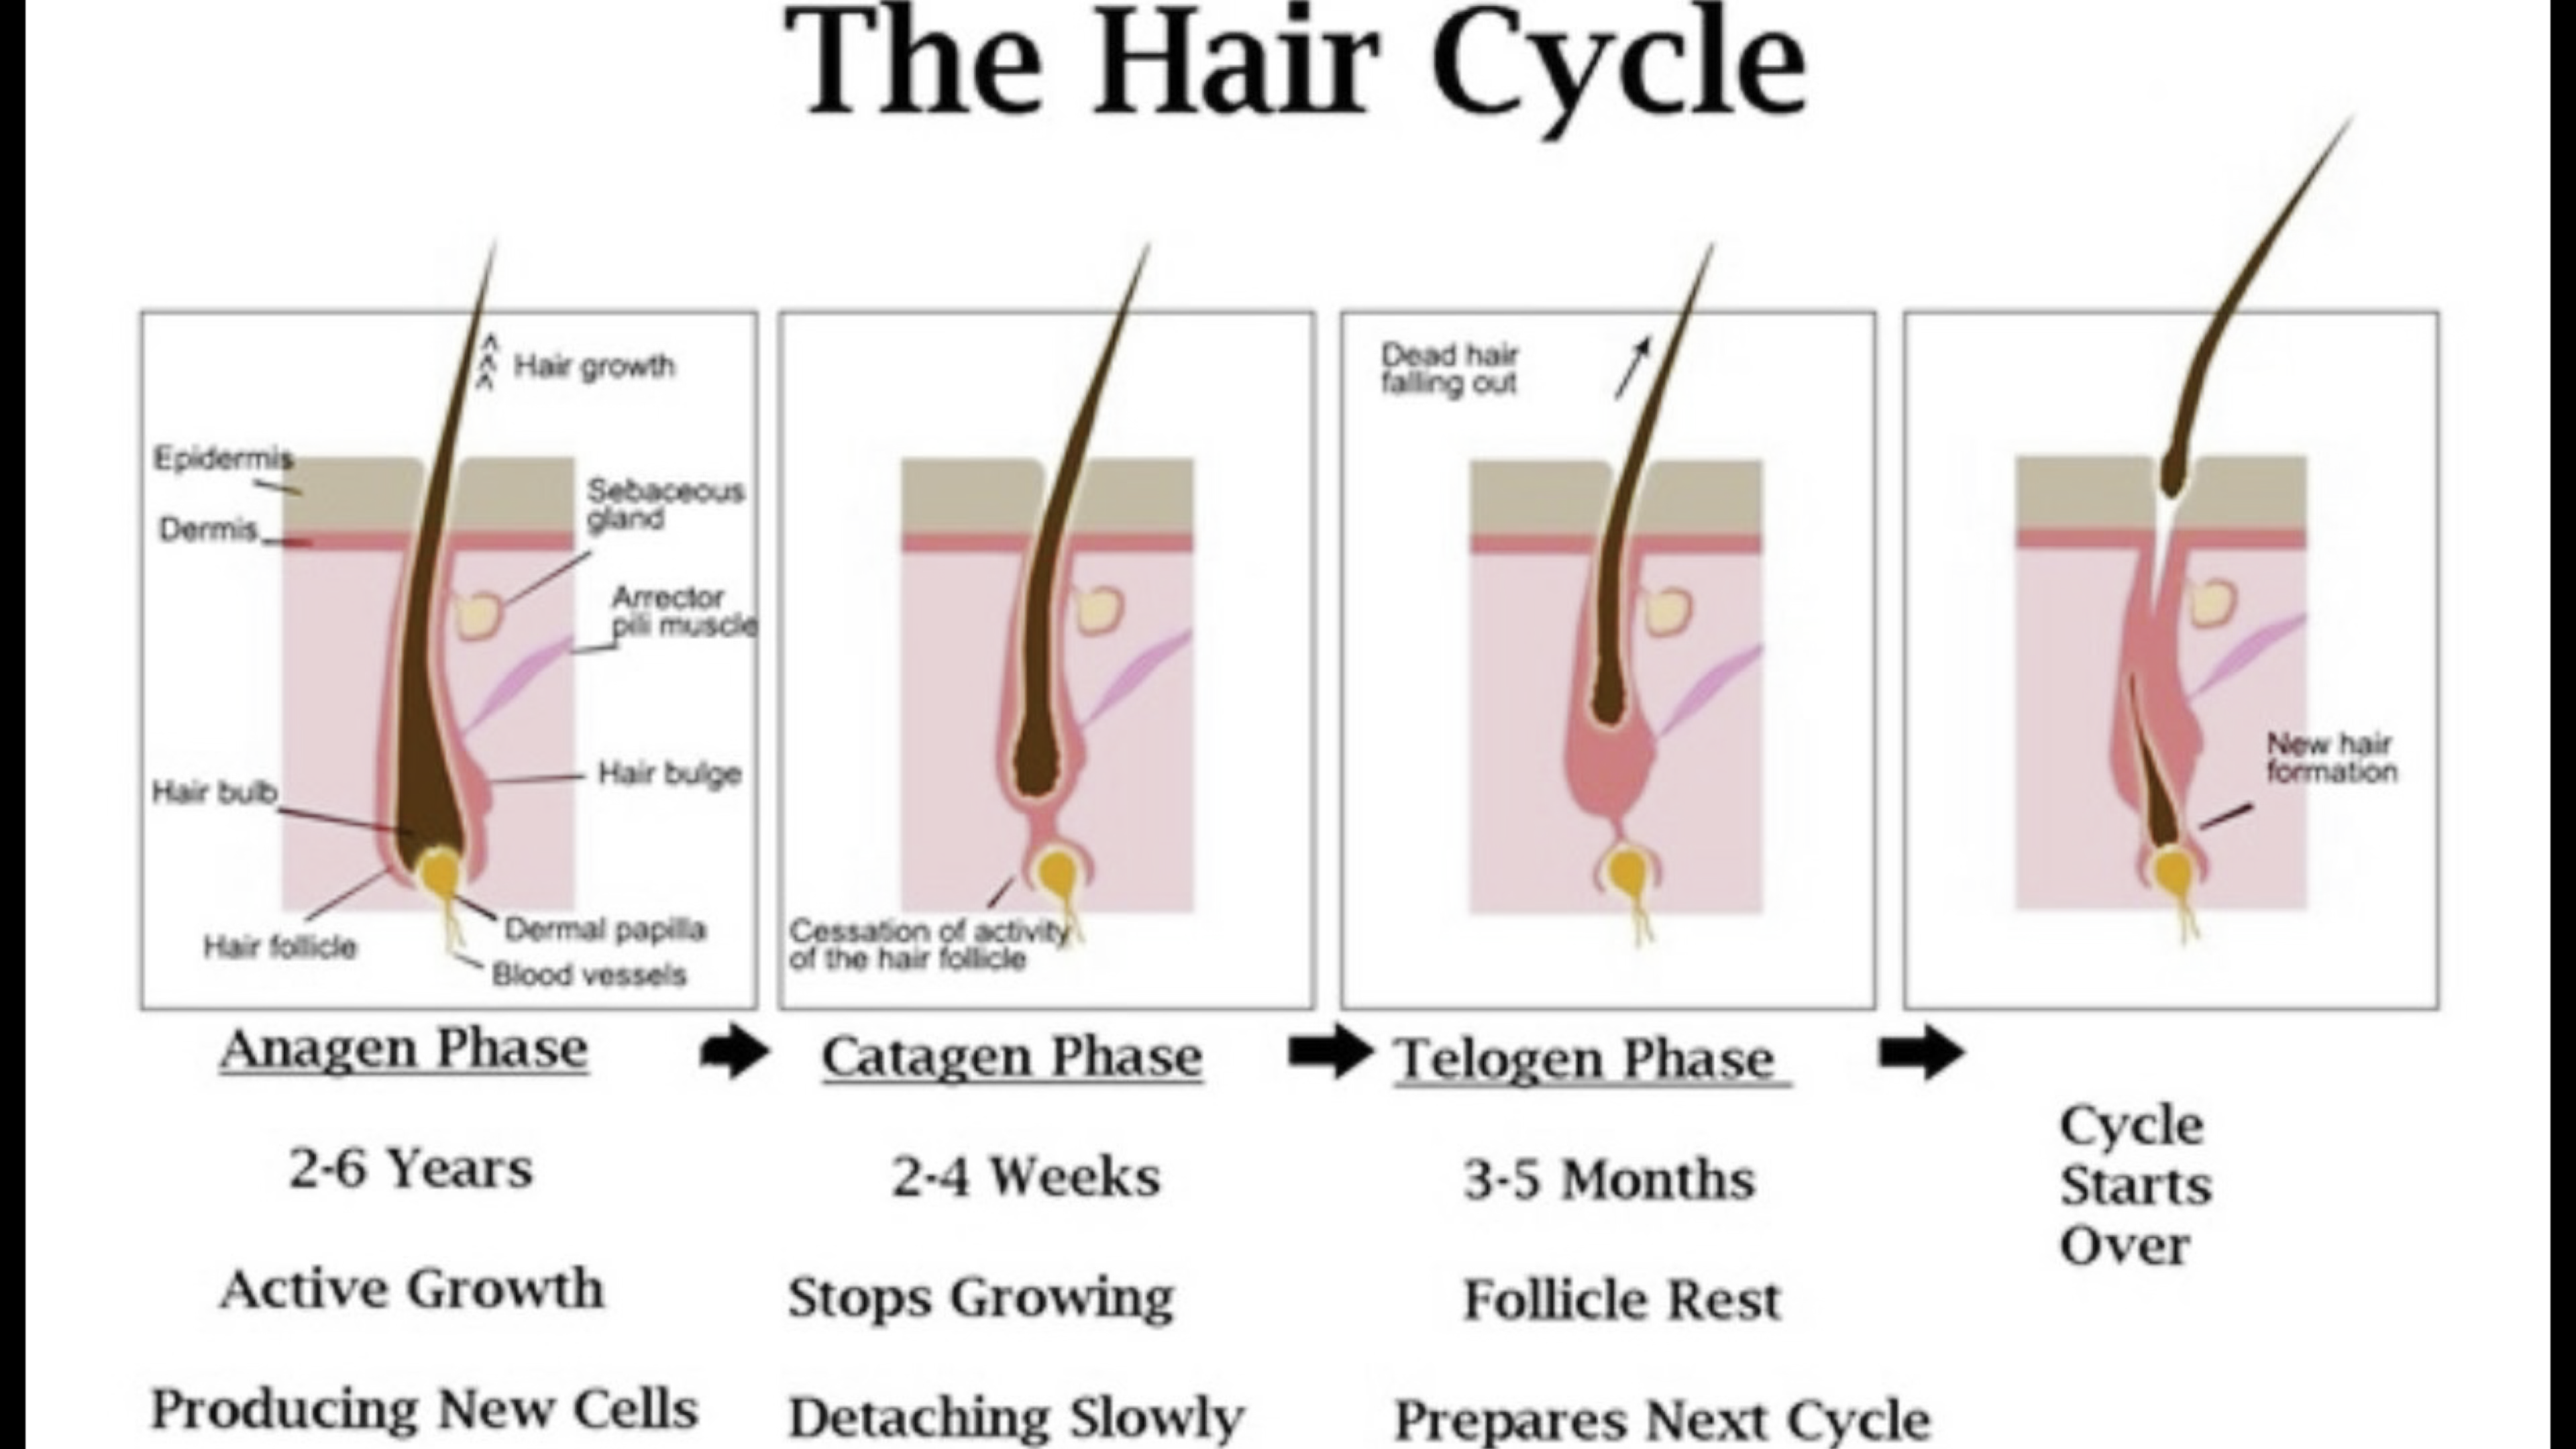 The Hair Cycle
Hair growth
Epidermis
Sebaceous
gland
Dermis
Arrector
pili muscle
Hair bulge
Hair bulb
Dermal papilla
Hair follicle
Blood vessels
Cessation of activity
of the hair follicle
Dead hair
falling out
New hair
formation
Anagen Phase
2-6 Years
Active Growth
Producing New Cells
Catagen Phase
2-4 Weeks
Stops Growing
Detaching Slowly
Telogen Phase
3-5 Months
Follicle Rest
Prepares Next Cycle
Cycle
Starts
Over